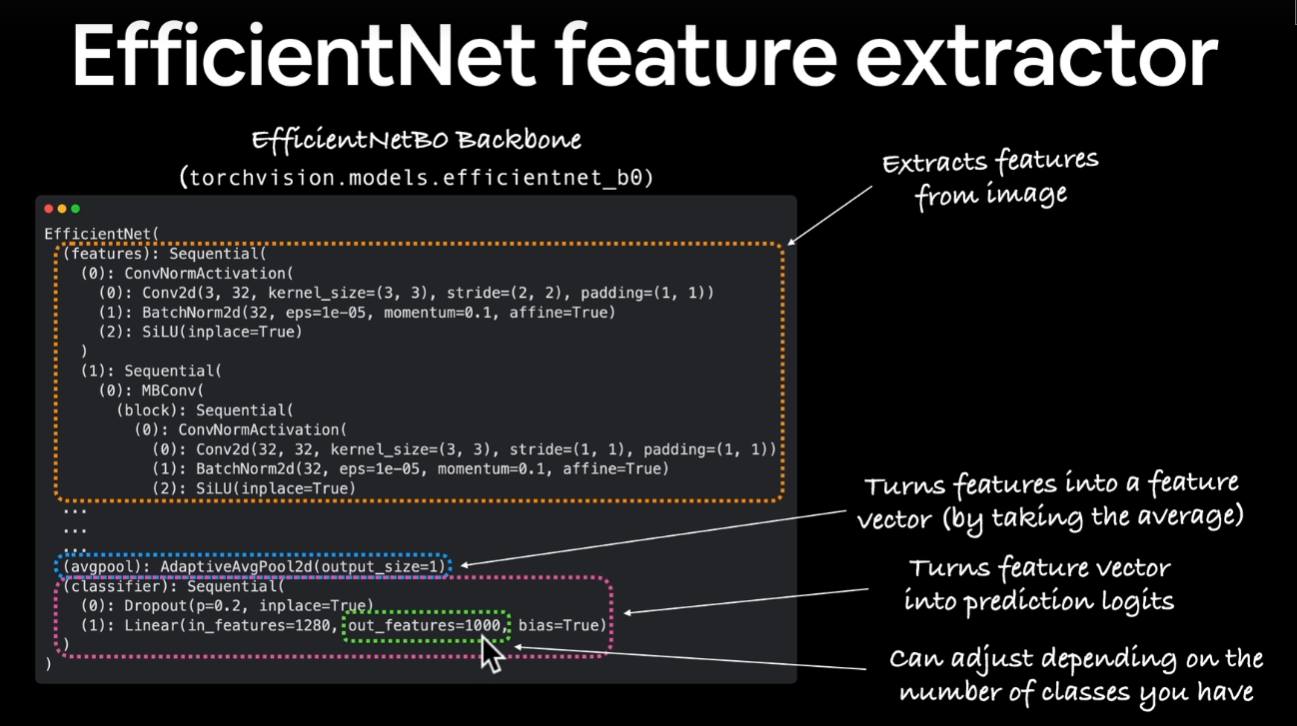 EfficientNet feature extractor
EfficientNetB0 Backbone
(torchvision.models.efficientnet_b0)
Extracts features
from image
EfficientNet(
(features): Sequential(
(0): ConvNormActivation(
(0): Conv2d(3, 32, kernel_size=(3, 3), stride=(2, 2), padding=(1, 1))
(1): BatchNorm2d(32, eps=1e-05, momentum=0.1, affine=True)
(2): SiLU(inplace=True)
)
(1): Sequential(
(0): MBConv(
(block): Sequential(
(0): ConvNormActivation(
(0): Conv2d(32, 32, kernel_size=(3, 3), stride=(1, 1), padding=(1, 1))
(1): BatchNorm2d(32, eps=1e-05, momentum=0.1, affine=True)
(2): SiLU(inplace=True)
...
...
...
(avgpool): AdaptiveAvgPool2d(output_size=1)
(classifier): Sequential(
(0): Dropout(p=0.2, inplace=True)
(1): Linear(in_features=1280, out_features=1000, bias=True)
)
)
Turns features into a feature
vector (by taking the average)
Turns feature vector
into prediction logits
Can adjust depending on the
number of classes you have